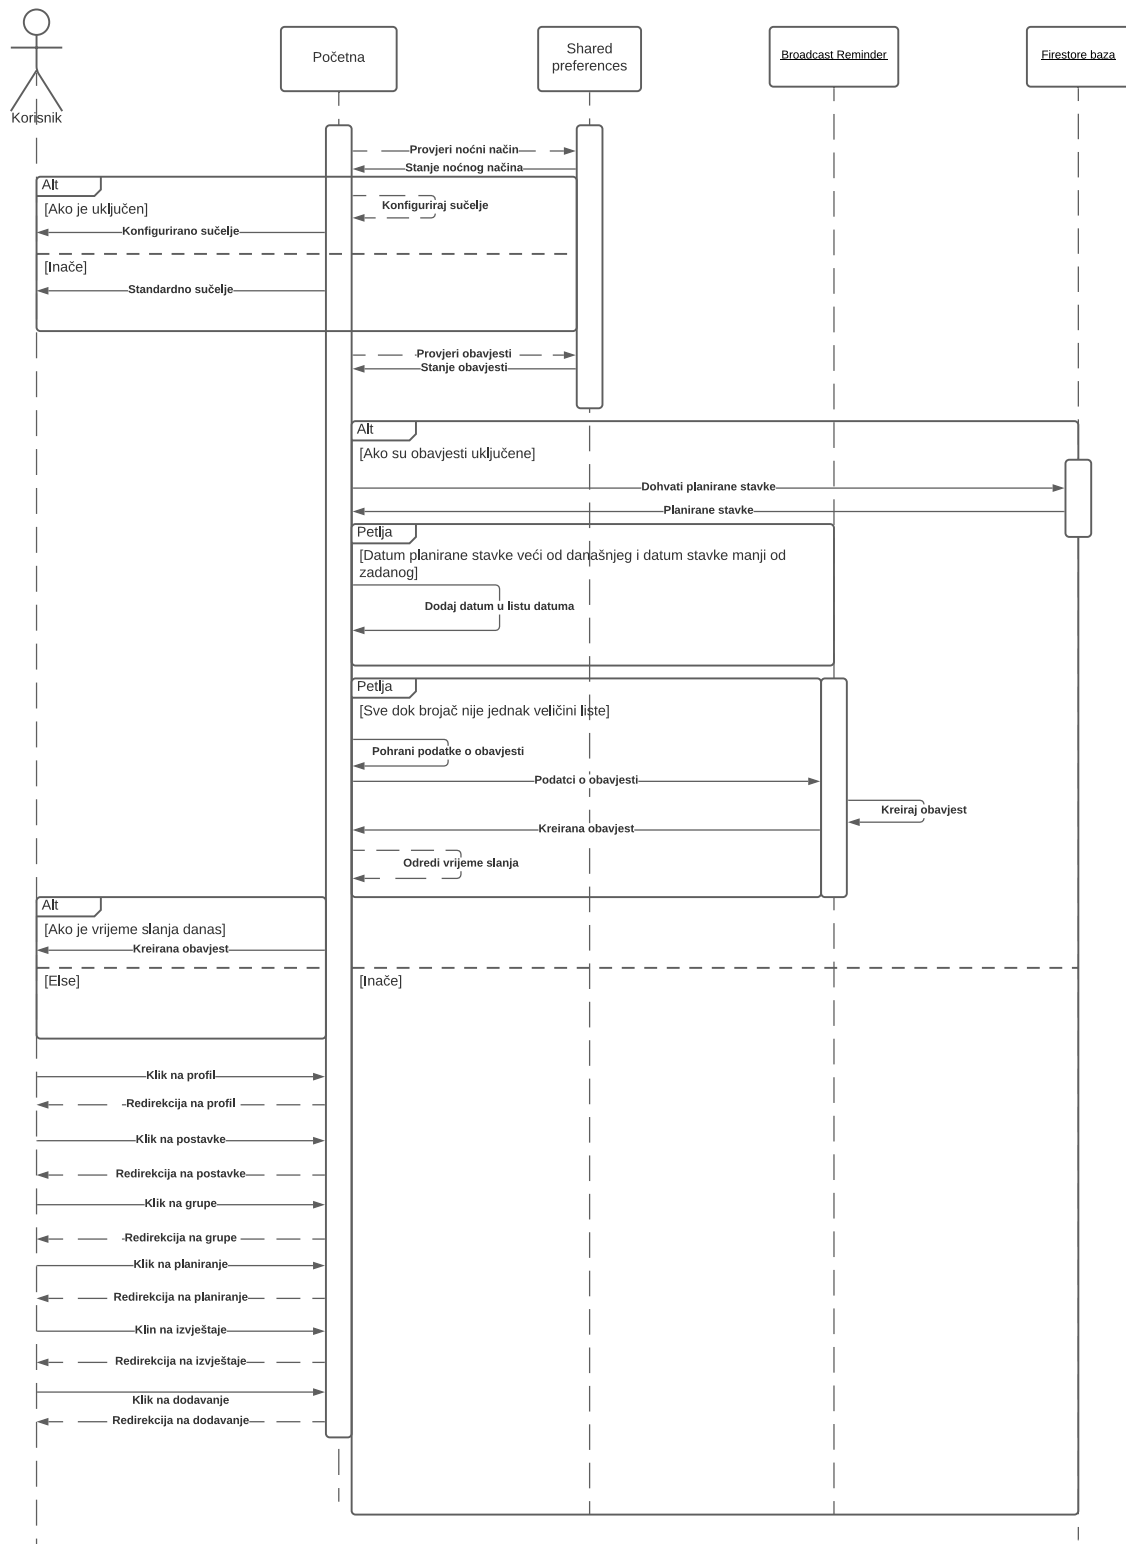 Korisnik
Početna
Shared
preferences
Broadcast Reminder
Firestore baza
Provjeri noćni način
Stanje noćnog načina
Alt
[Ako je uključen]
Konfiguriraj sučelje
Konfigurirano sučelje
[Inače]
Standardno sučelje
Provjeri obavjesti
Stanje obavjesti
Alt
[Ako su obavjesti uključene]
Dohvati planirane stavke
Planirane stavke
Petlja
[Datum planirane stavke veći od današnjeg i datum stavke manji od
zadanog]
Dodaj datum u listu datuma
Petlja
[Sve dok brojač nije jednak veličini liste]
Pohrani podatke o obavjesti
Podatci o obavjesti
Kreiraj obavjest
Kreirana obavjest
Odredi vrijeme slanja
Alt
[Ako je vrijeme slanja danas]
Kreirana obavjest
[Else]
[Inače]
Klik na profil
Redirekcija na profil
Klik na postavke
Redirekcija na postavke
Klik na grupe
Redirekcija na grupe
Klik na planiranje
Redirekcija na planiranje
Klin na izvještaje
Redirekcija na izvještaje
Klik na dodavanje
Redirekcija na dodavanje